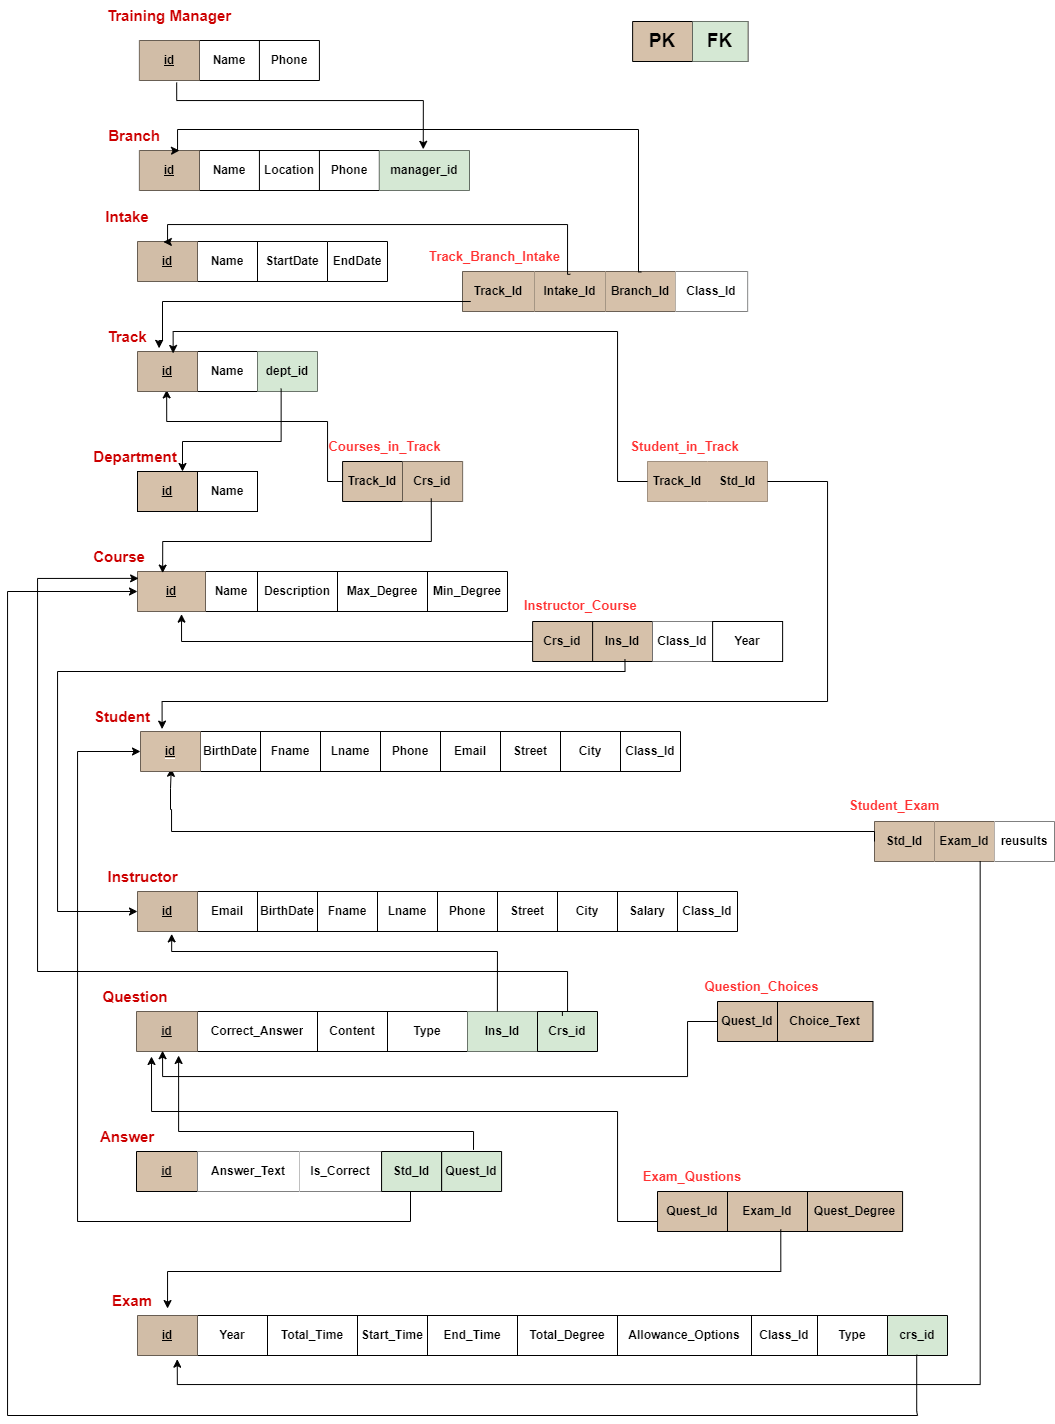 Training Manager
PK FK
id Name Phone
Branch
id Name Location Phone manager_id
Intake
id Name StartDate EndDate
Track_Branch_Intake
Track_Id Intake_Id Branch_Id Class_Id
Track
id Name dept_id
Courses_in_Track Student_in_Track
Department
Track_Id Crs_id Track_Id Std_Id
id Name
Course
id Name Description Max_Degree Min_Degree
Instructor_Course
Crs_id Ins_Id Class_Id Year
Student
id BirthDate Fname Lname Phone Email Street City Class_Id
Student_Exam
Std_Id Exam_Id reusults
Instructor
id Email BirthDate Fname Lname Phone Street City Salary Class_Id
Question_Choices
Question
Quest_Id Choice_Text
id Correct_Answer Content Type Ins_Id Crs_id
Answer
id Answer_Text Is_Correct Std_Id Quest_Id
Exam_Qustions
Quest_Id Exam_Id Quest_Degree
Exam
id Year Total_Time Start_Time End_Time Total_Degree Allowance_Options Class_Id Type crs_id